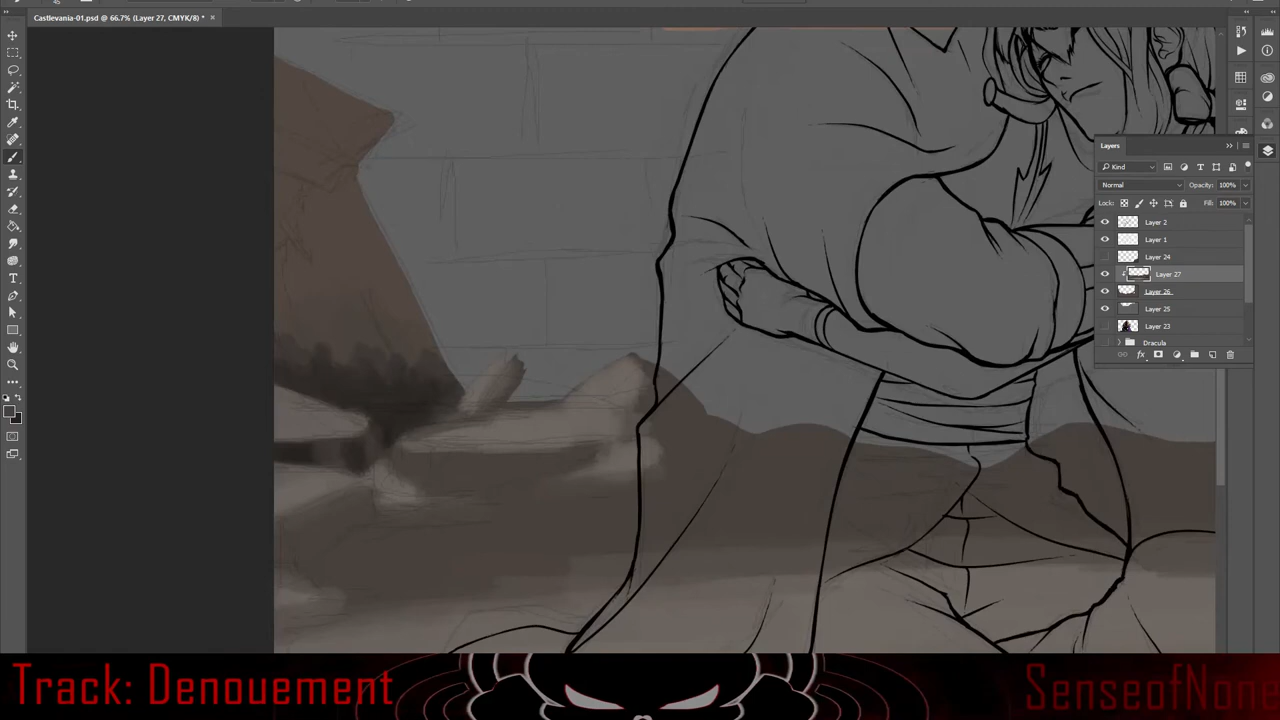 Castlevania-01.psd @ 66.7% (Layer 27, CMYK/8) * ×
Layers
Kind
Normal Opacity: 100%
Lock: Fill: 100%
Layer 2
Layer 1
Layer 24
Layer 27
Layer 26
Layer 25
Layer 23
Dracula
fx
Track: Denouement SenseofNone